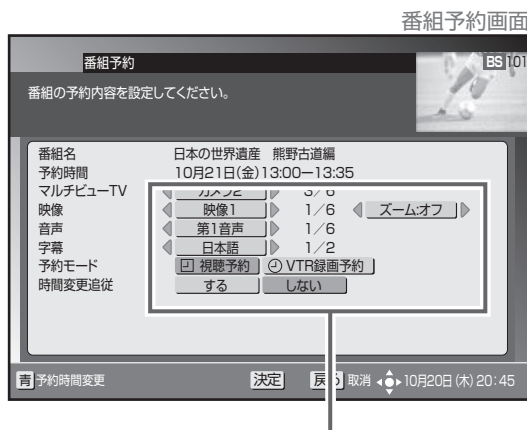 番組予約画面
番組予約
BS 101
番組の予約内容を設定してください。
番組名 日本の世界遺産 熊野古道編
予約時間 10月21日(金)13:00ー13:35
マルチビューTV カメラ2 3/6
映像 映像1 1/6 ズーム:オフ
音声 第1音声 1/6
字幕 日本語 1/2
予約モード 視聴予約 VTR録画予約
時間変更追従 する しない
青 予約時間変更 決定 戻る 取消 10月20日(木)20:45